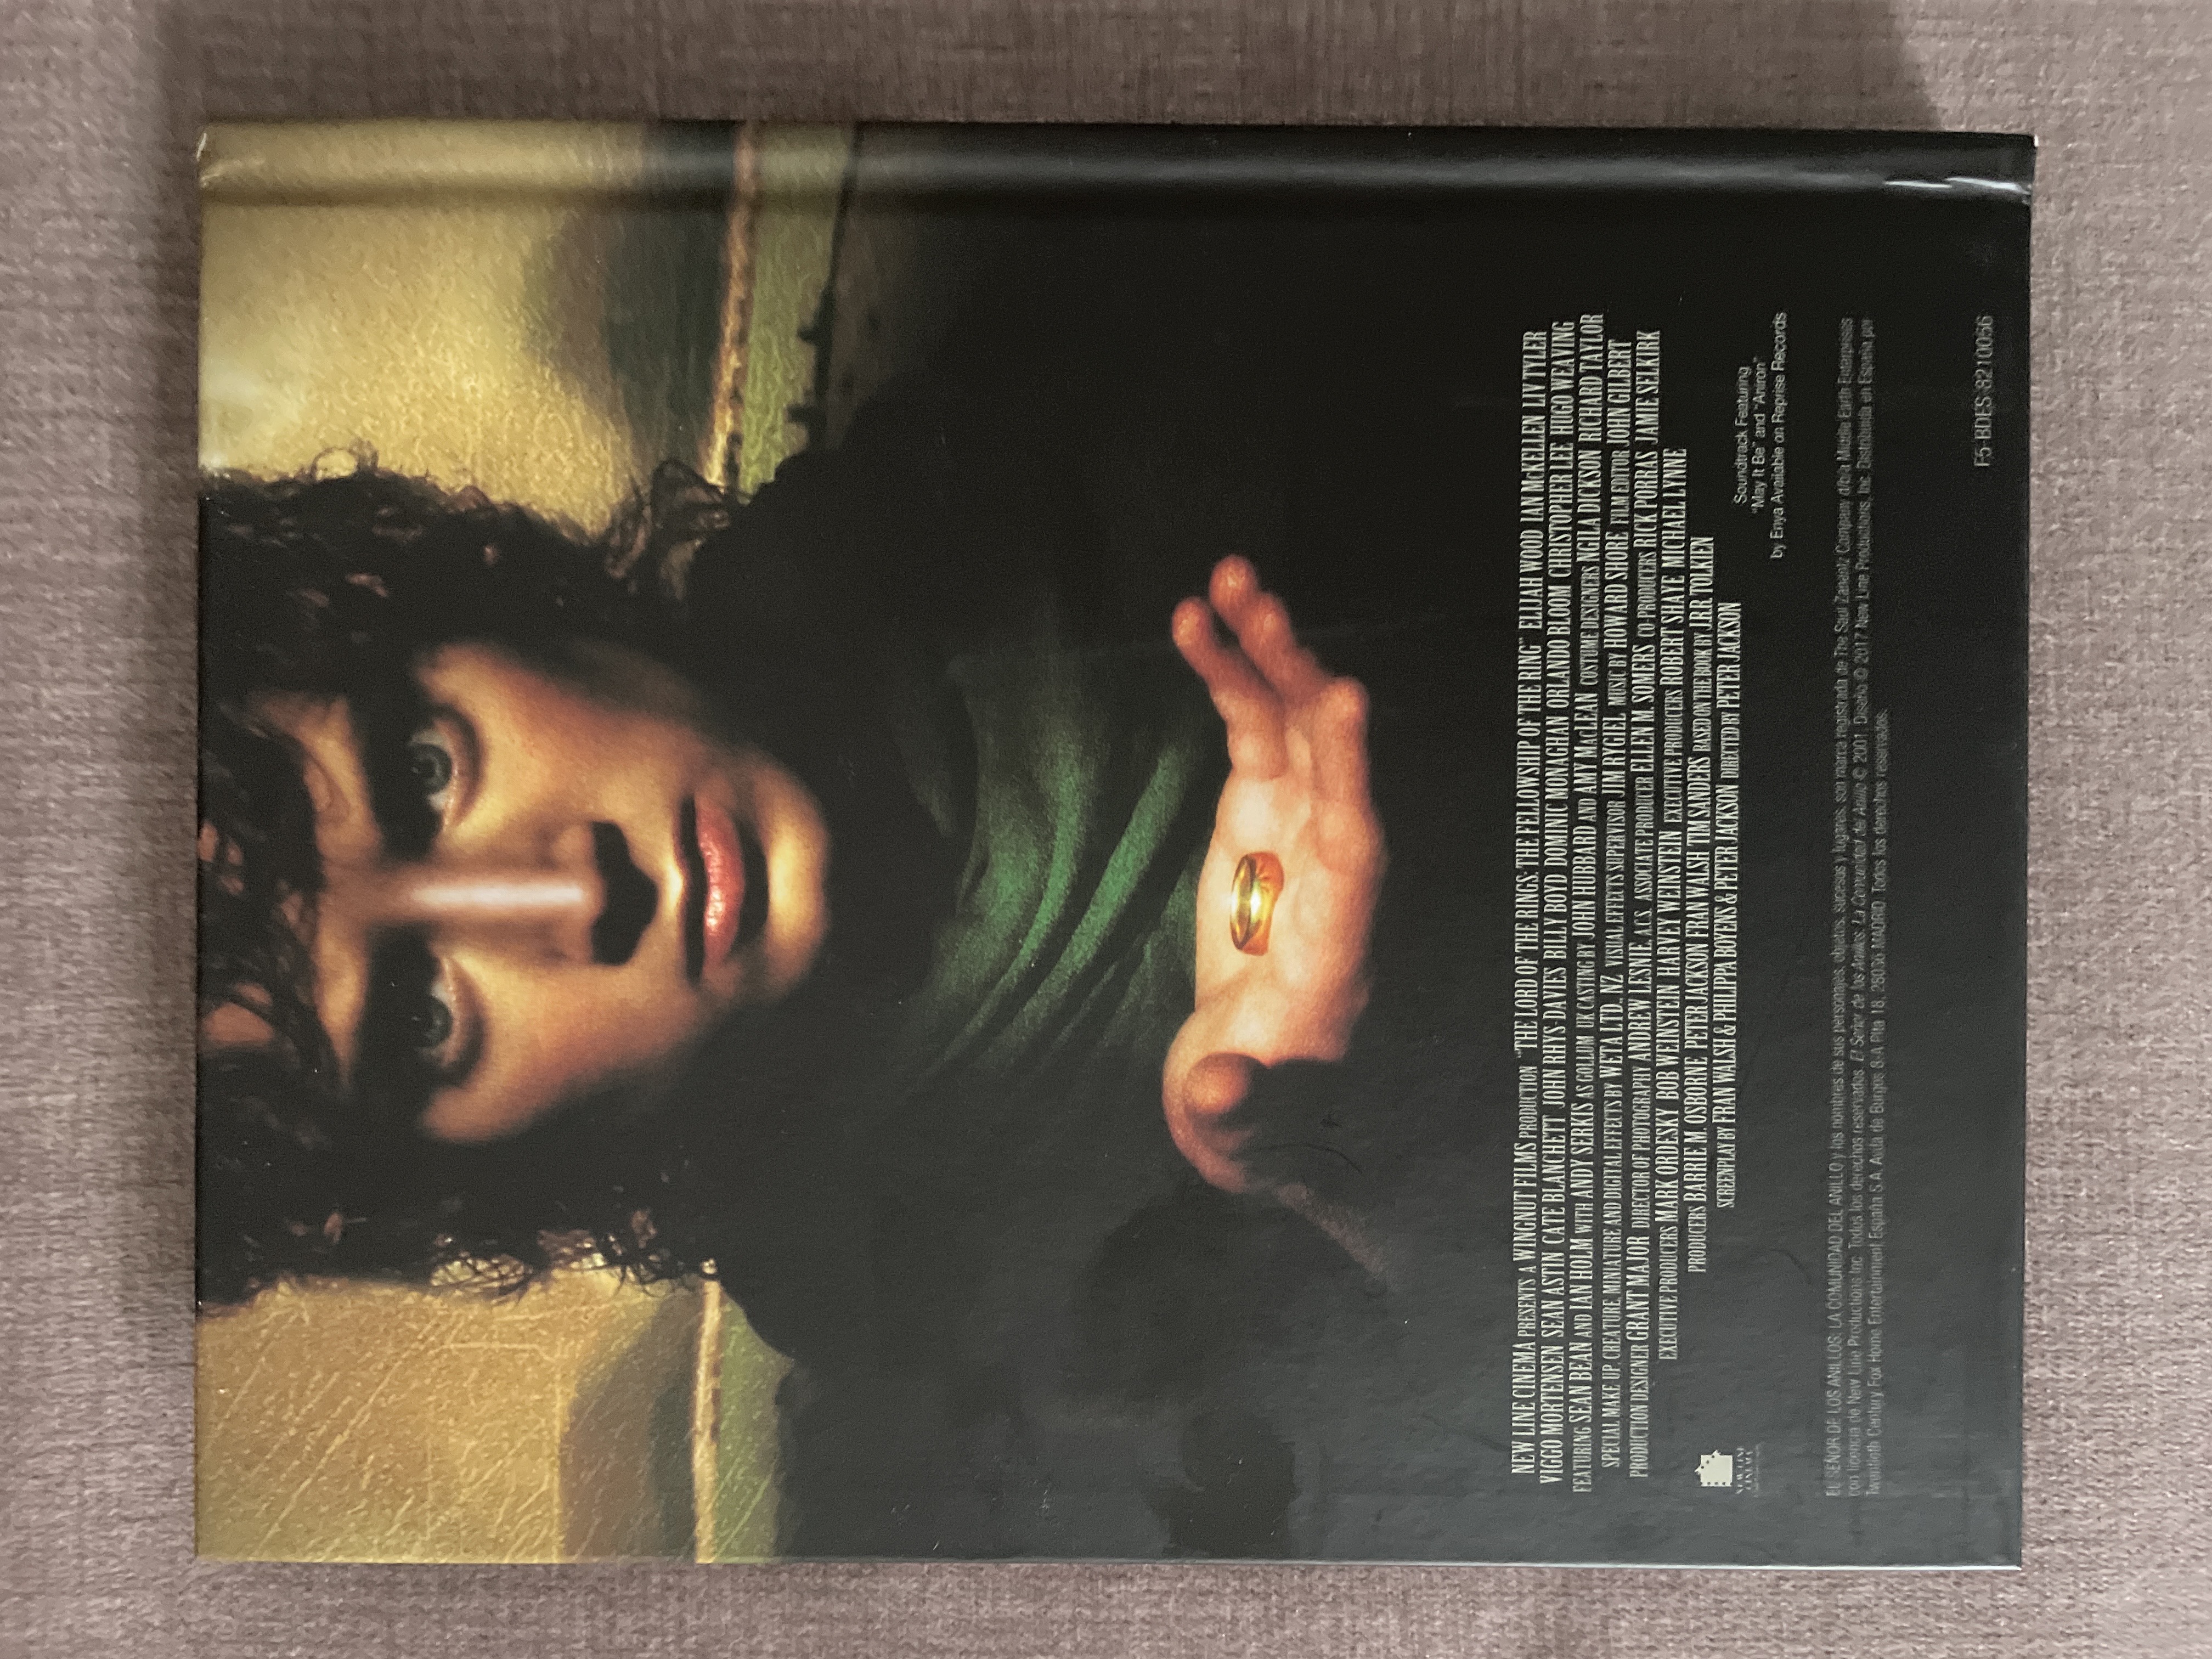 NEW LINE CINEMA PRESENTS A WINGNUT FILMS PRODUCTION "THE LORD OF THE RINGS: THE FELLOWSHIP OF THE RING" ELIJAH WOOD IAN McKELLEN LIV TYLER
VIGGO MORTENSEN SEAN ASTIN CATE BLANCHETT JOHN RHYS-DAVIES BILLY BOYD DOMINIC MONAGHAN ORLANDO BLOOM CHRISTOPHER LEE HUGO WEAVING
FEATURING SEAN BEAN AND IAN HOLM WITH ANDY SERKIS AS GOLLUM UK CASTING BY JOHN HUBBARD AND AMY MacLEAN COSTUME DESIGNERS NGILA DICKSON RICHARD TAYLOR
SPECIAL MAKE UP, CREATURE, MINIATURE AND DIGITAL EFFECTS BY WETA LTD., NZ VISUAL EFFECTS SUPERVISOR JIM RYGIEL MUSIC BY HOWARD SHORE FILM EDITOR JOHN GILBERT
PRODUCTION DESIGNER GRANT MAJOR DIRECTOR OF PHOTOGRAPHY ANDREW LESNIE, A.C.S. ASSOCIATE PRODUCER ELLEN M. SOMERS CO-PRODUCERS RICK PORRAS JAMIE SELKIRK
EXECUTIVE PRODUCERS MARK ORDESKY BOB WEINSTEIN HARVEY WEINSTEIN EXECUTIVE PRODUCERS ROBERT SHAYE MICHAEL LYNNE
PRODUCERS BARRIE M. OSBORNE PETER JACKSON FRAN WALSH TIM SANDERS BASED ON THE BOOK BY J.R.R. TOLKIEN
SCREENPLAY BY FRAN WALSH & PHILIPPA BOYENS & PETER JACKSON DIRECTED BY PETER JACKSON
NEW LINE
CINEMA
Soundtrack Featuring
"May It Be" and "Aniron"
by Enya Available on Reprise Records
EL SEÑOR DE LOS ANILLOS: LA COMUNIDAD DEL ANILLO y los nombres de sus personajes, objetos, sucesos y lugares, son marca registrada de The Saul Zaentz Company d/b/a Middle Earth Enterprises
con licencia de New Line Productions Inc. Todos los derechos reservados. El Señor de los Anillos: La Comunidad del Anillo © 2001. Diseño © 2017 New Line Productions, Inc. Distribuida en España por
Twentieth Century Fox Home Entertainment España S.A. Avda de Burgos 8-A Plta 18, 28036 MADRID. Todos los derechos reservados.
F5-BDES-8210056